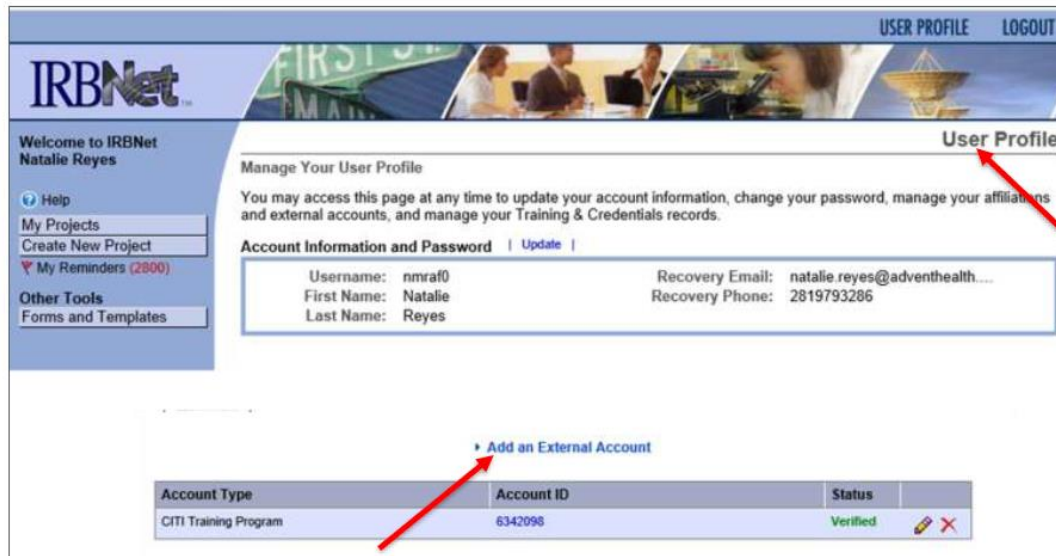 USER PROFILE LOGOUT
IRBNet
FIRST ST.
MAIN
Welcome to IRBNet
Natalie Reyes
Help
My Projects
Create New Project
My Reminders (2800)
Other Tools
Forms and Templates
User Profile
Manage Your User Profile
You may access this page at any time to update your account information, change your password, manage your affiliations
and external accounts, and manage your Training & Credentials records.
Account Information and Password | Update |
Username: nmraf0 Recovery Email: natalie.reyes@adventhealth....
First Name: Natalie Recovery Phone: 2819793286
Last Name: Reyes
Add an External Account
Account Type Account ID Status
CITI Training Program 6342098 Verified